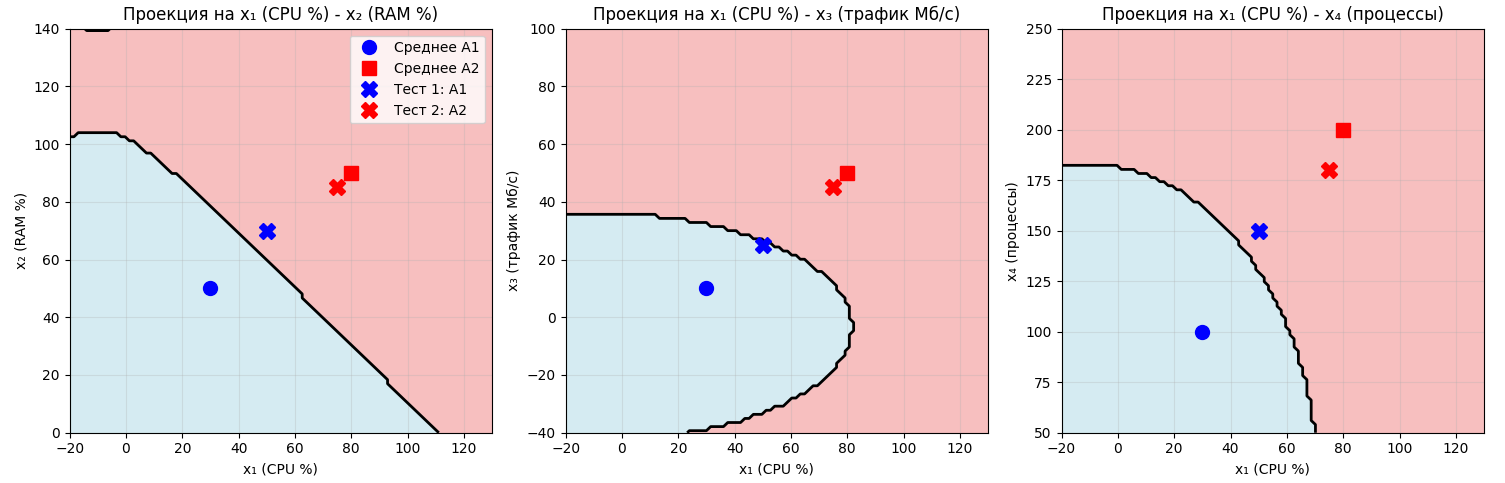 Проекция на x₁ (CPU %) - x₂ (RAM %)
140
120
100
80
60
40
20
0
x₂ (RAM %)
−20 0 20 40 60 80 100 120
x₁ (CPU %)
Среднее A1
Среднее A2
Тест 1: A1
Тест 2: A2
Проекция на x₁ (CPU %) - x₃ (трафик Мб/с)
100
80
60
40
20
0
−20
−40
x₃ (трафик Мб/с)
−20 0 20 40 60 80 100 120
x₁ (CPU %)
Проекция на x₁ (CPU %) - x₄ (процессы)
250
225
200
175
150
125
100
75
50
x₄ (процессы)
−20 0 20 40 60 80 100 120
x₁ (CPU %)